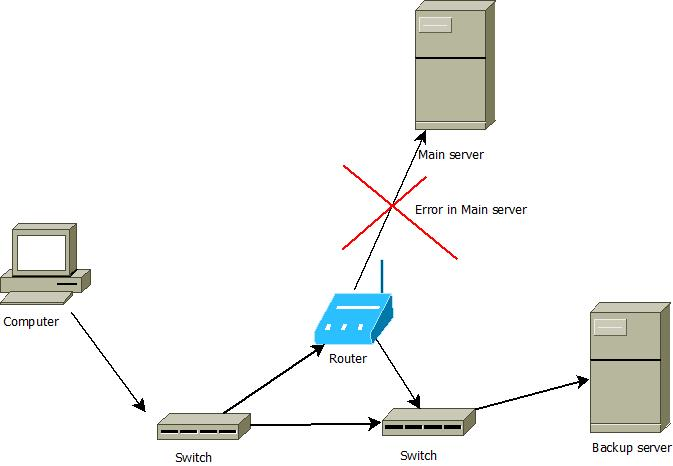 Main server
Error in Main server
Computer
Router
Switch
Switch
Backup server